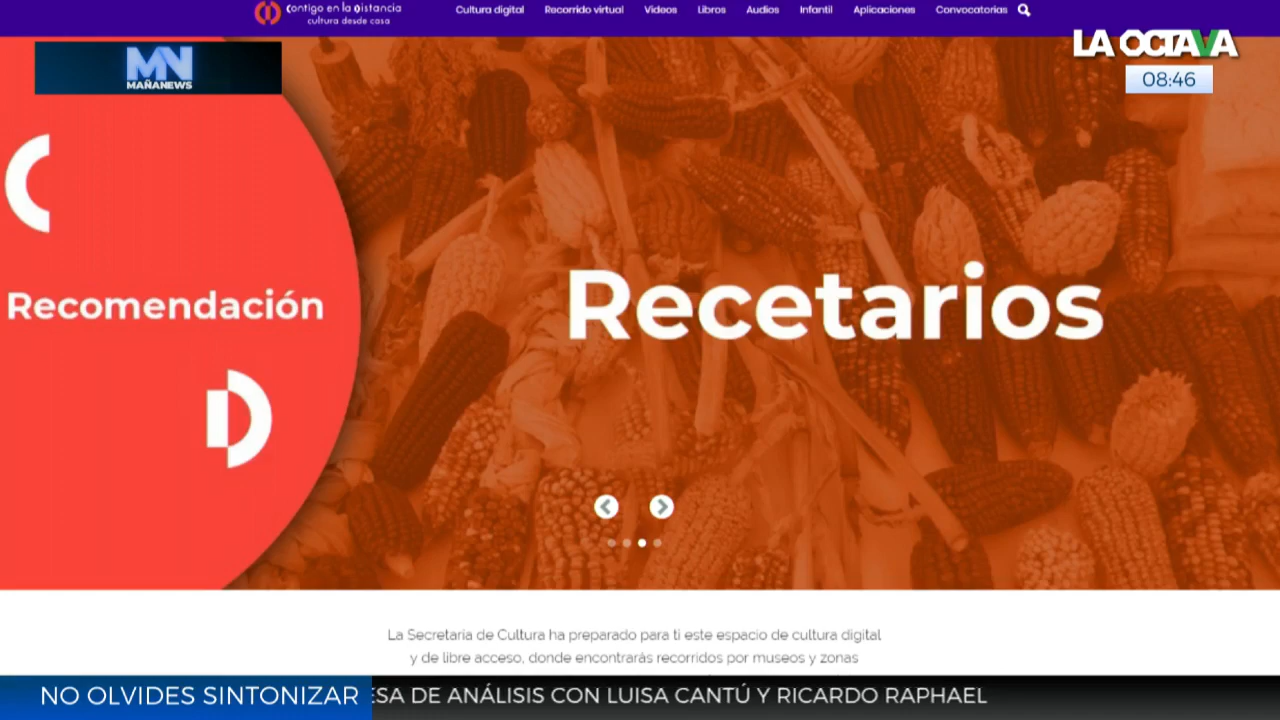 Contigo en la Distancia
cultura desde casa
Cultura digital Recorrido virtual Videos Libros Audios Infantil Aplicaciones Convocatorias
LA OCTAVA
MN
MAÑANEWS
08:46
Recomendación
Recetarios
La Secretaría de Cultura ha preparado para ti este espacio de cultura digital
y de libre acceso, donde encontrarás recorridos por museos y zonas
NO OLVIDES SINTONIZAR ESA DE ANÁLISIS CON LUISA CANTÚ Y RICARDO RAPHAEL